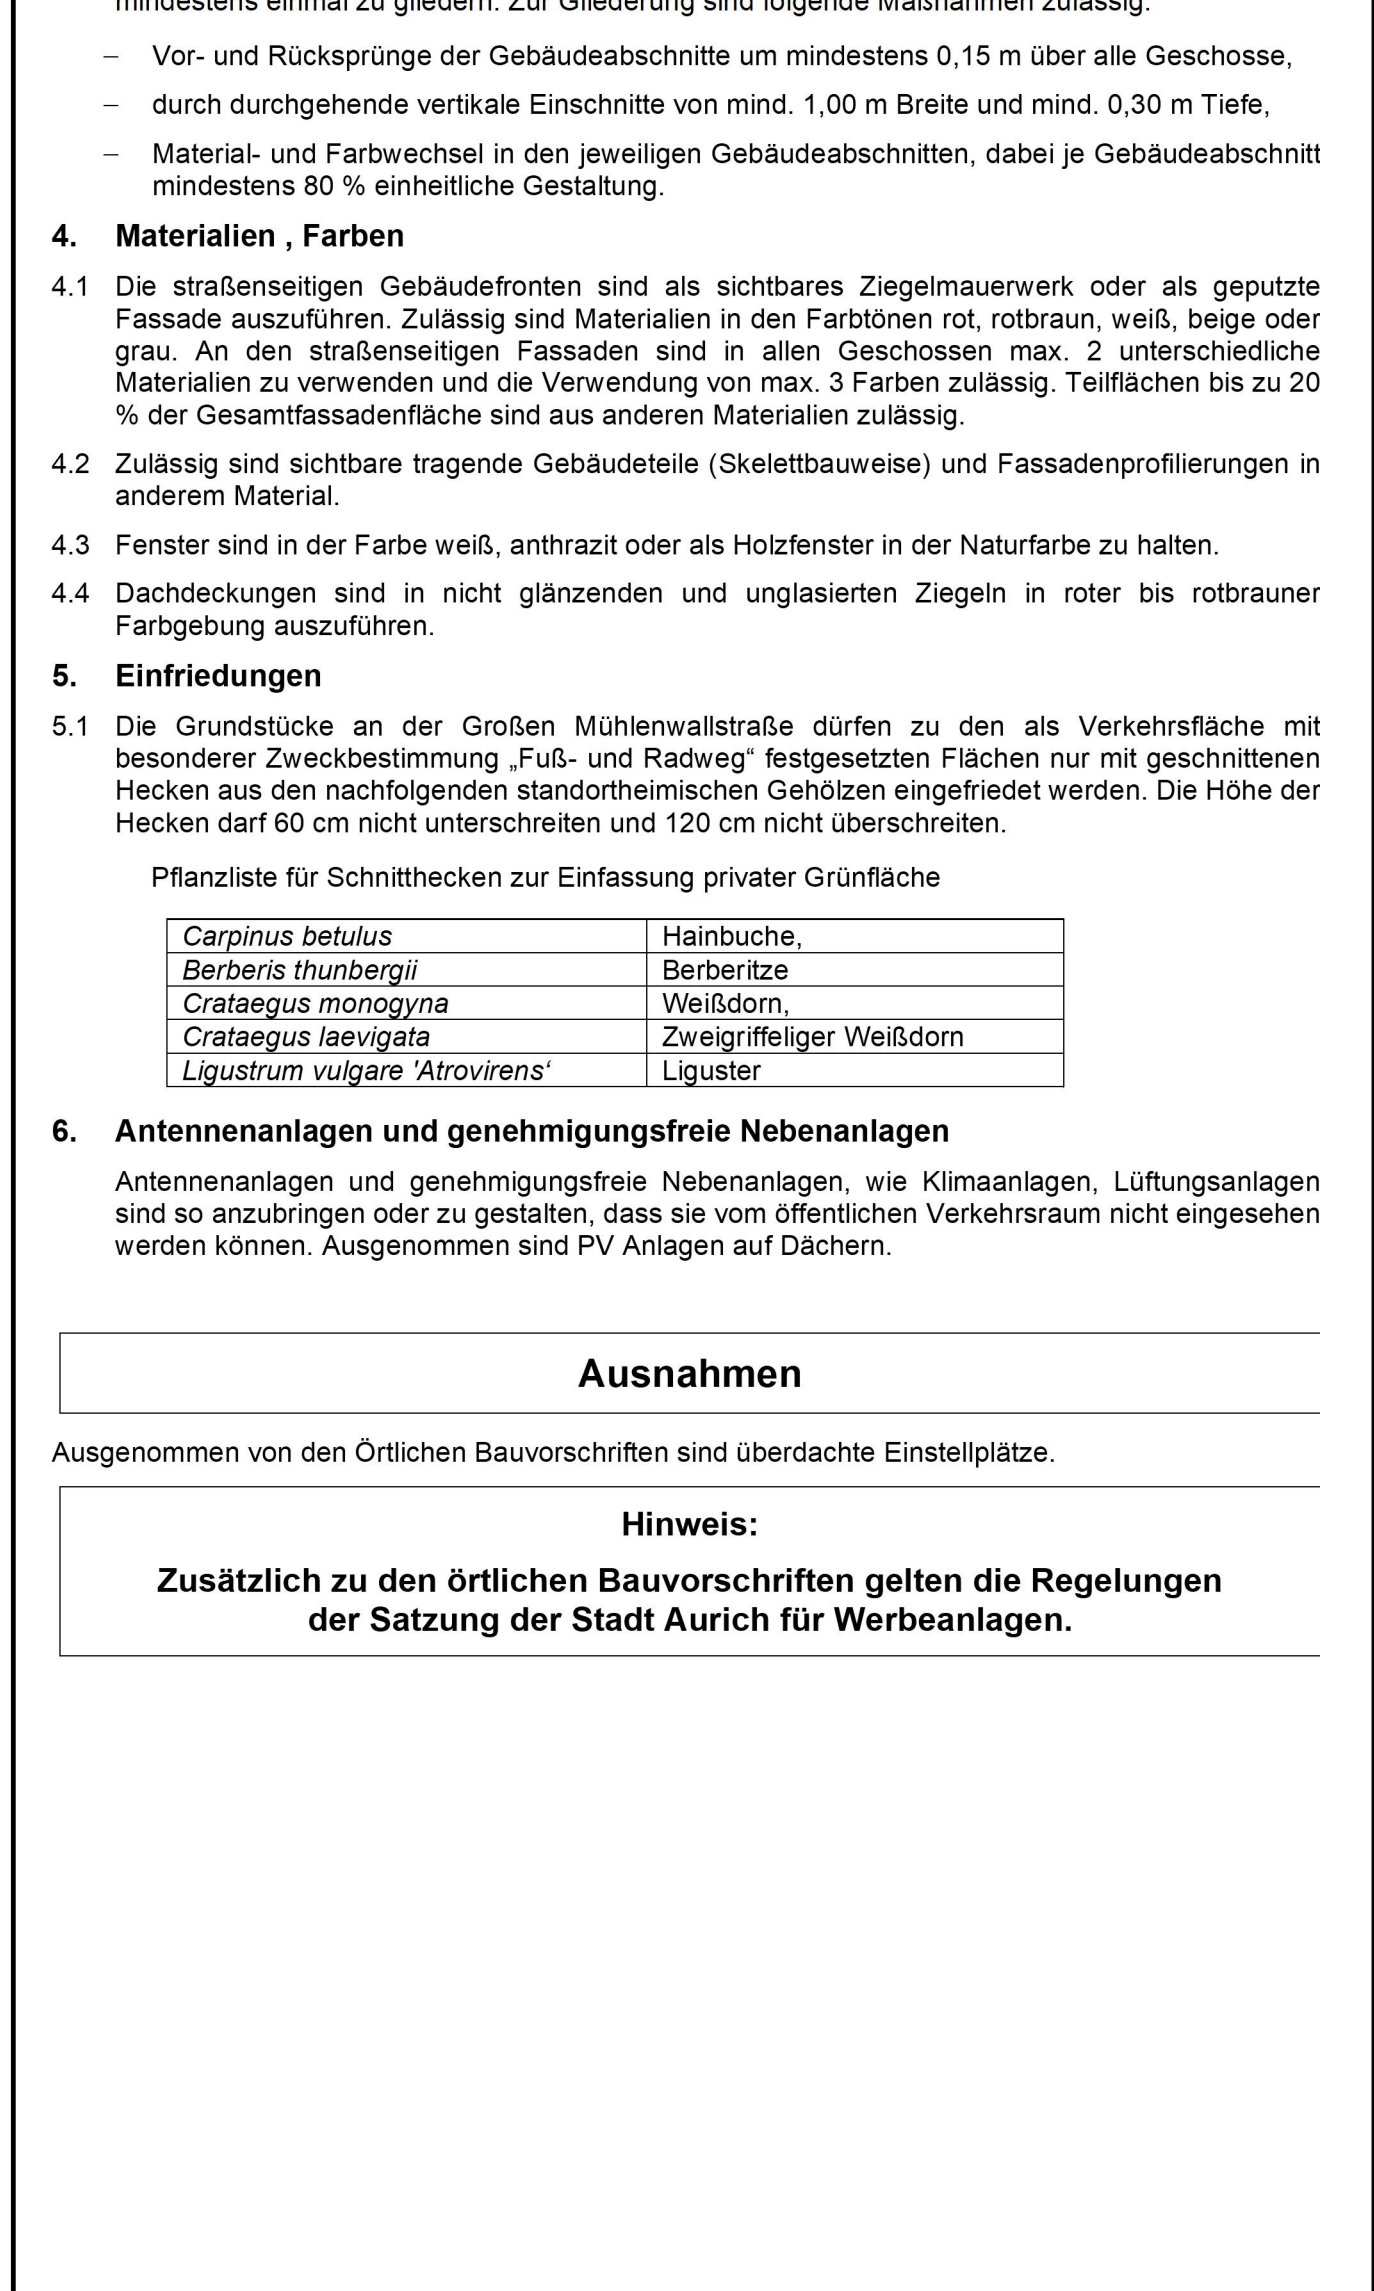 mindestens einmal zu gliedern. Zur Gliederung sind folgende Maßnahmen zulässig:
– Vor- und Rücksprünge der Gebäudeabschnitte um mindestens 0,15 m über alle Geschosse,
– durch durchgehende vertikale Einschnitte von mind. 1,00 m Breite und mind. 0,30 m Tiefe,
– Material- und Farbwechsel in den jeweiligen Gebäudeabschnitten, dabei je Gebäudeabschnitt
mindestens 80 % einheitliche Gestaltung.
4. Materialien , Farben
4.1 Die straßenseitigen Gebäudefronten sind als sichtbares Ziegelmauerwerk oder als geputzte
Fassade auszuführen. Zulässig sind Materialien in den Farbtönen rot, rotbraun, weiß, beige oder
grau. An den straßenseitigen Fassaden sind in allen Geschossen max. 2 unterschiedliche
Materialien zu verwenden und die Verwendung von max. 3 Farben zulässig. Teilflächen bis zu 20
% der Gesamtfassadenfläche sind aus anderen Materialien zulässig.
4.2 Zulässig sind sichtbare tragende Gebäudeteile (Skelettbauweise) und Fassadenprofilierungen in
anderem Material.
4.3 Fenster sind in der Farbe weiß, anthrazit oder als Holzfenster in der Naturfarbe zu halten.
4.4 Dachdeckungen sind in nicht glänzenden und unglasierten Ziegeln in roter bis rotbrauner
Farbgebung auszuführen.
5. Einfriedungen
5.1 Die Grundstücke an der Großen Mühlenwallstraße dürfen zu den als Verkehrsfläche mit
besonderer Zweckbestimmung „Fuß- und Radweg“ festgesetzten Flächen nur mit geschnittenen
Hecken aus den nachfolgenden standortheimischen Gehölzen eingefriedet werden. Die Höhe der
Hecken darf 60 cm nicht unterschreiten und 120 cm nicht überschreiten.
Pflanzliste für Schnitthecken zur Einfassung privater Grünfläche
Carpinus betulus Hainbuche,
Berberis thunbergii Berberitze
Crataegus monogyna Weißdorn,
Crataegus laevigata Zweigriffeliger Weißdorn
Ligustrum vulgare 'Atrovirens‘ Liguster
6. Antennenanlagen und genehmigungsfreie Nebenanlagen
Antennenanlagen und genehmigungsfreie Nebenanlagen, wie Klimaanlagen, Lüftungsanlagen
sind so anzubringen oder zu gestalten, dass sie vom öffentlichen Verkehrsraum nicht eingesehen
werden können. Ausgenommen sind PV Anlagen auf Dächern.
Ausnahmen
Ausgenommen von den Örtlichen Bauvorschriften sind überdachte Einstellplätze.
Hinweis:
Zusätzlich zu den örtlichen Bauvorschriften gelten die Regelungen
der Satzung der Stadt Aurich für Werbeanlagen.